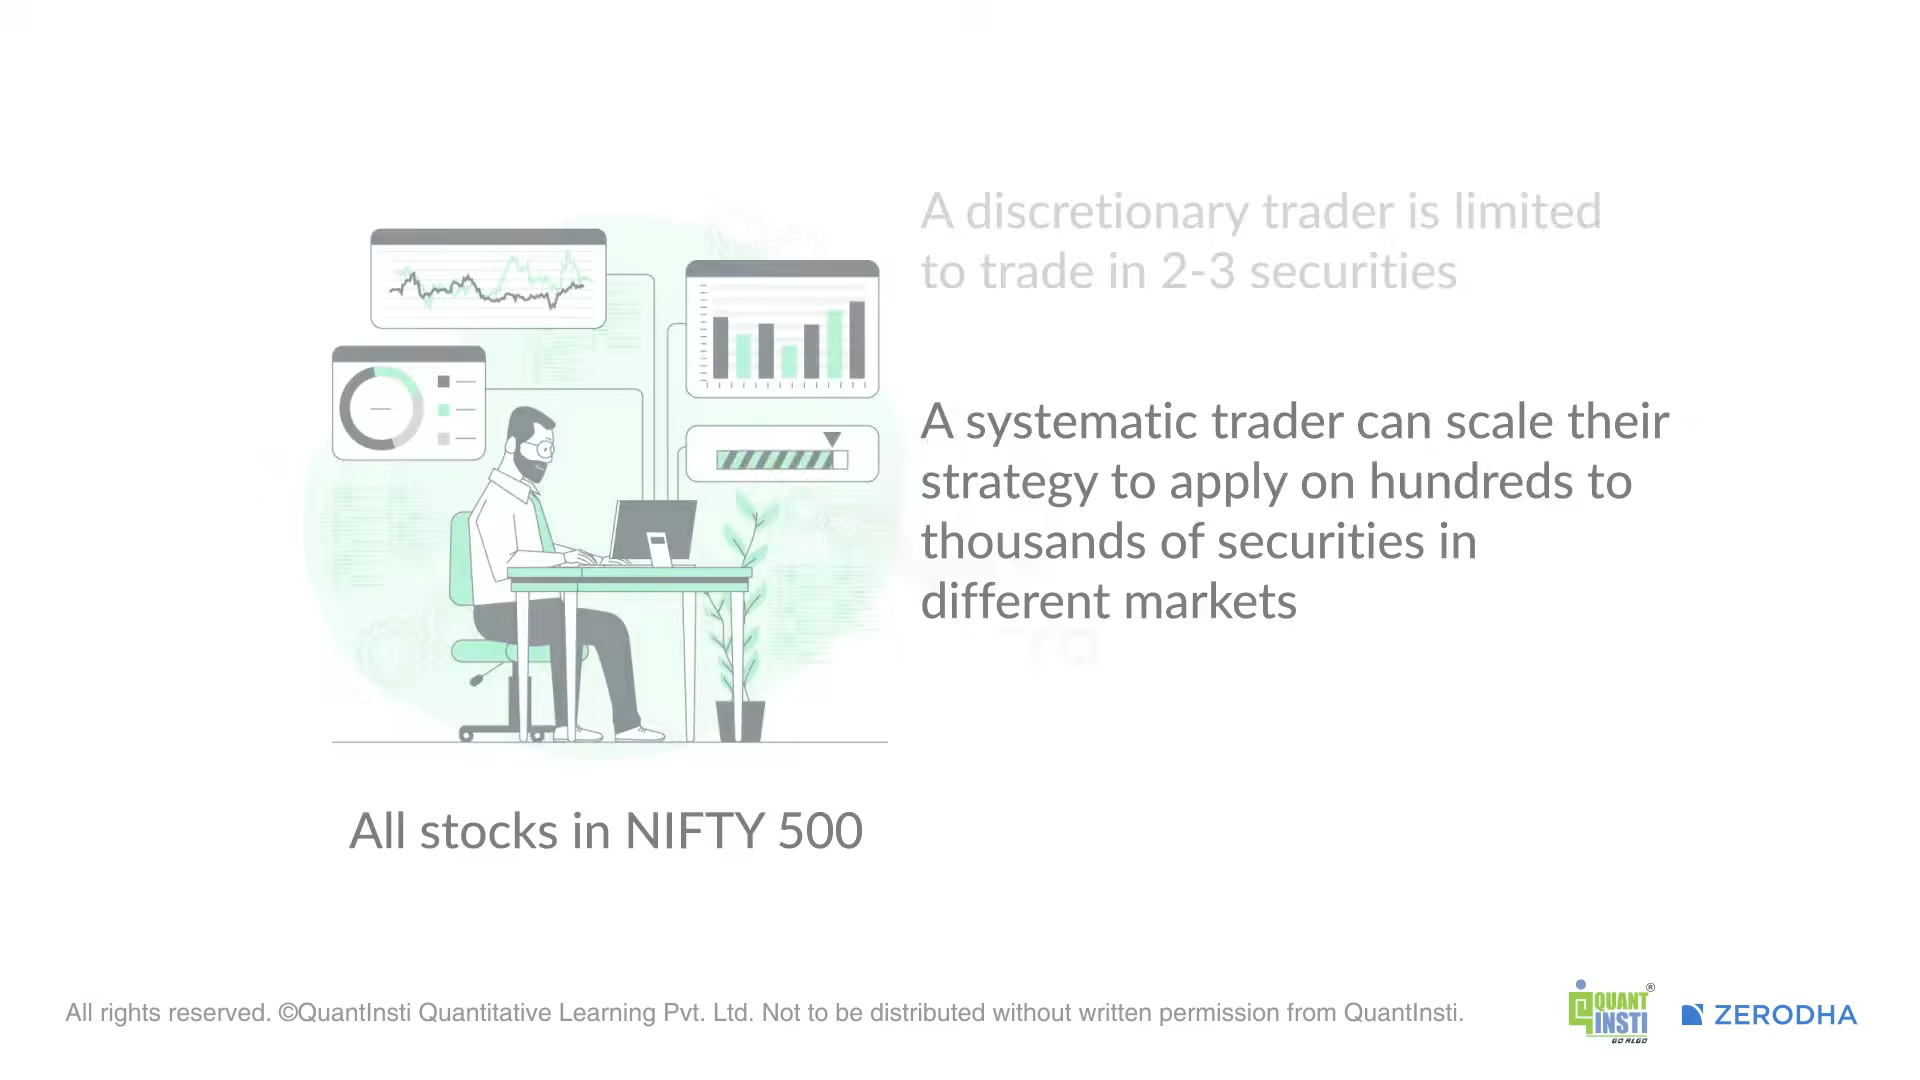 A discretionary trader is limited
to trade in 2-3 securities
A systematic trader can scale their
strategy to apply on hundreds to
thousands of securities in
different markets
All stocks in NIFTY 500
All rights reserved. ©QuantInsti Quantitative Learning Pvt. Ltd. Not to be distributed without written permission from QuantInsti.
QUANT
INSTI
GO ALGO
®
ZERODHA